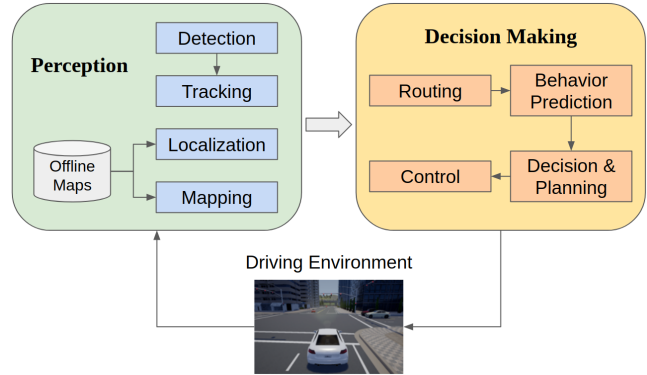 Perception
Detection
Tracking
Localization
Offline
Maps
Mapping
Decision Making
Routing
Behavior
Prediction
Control
Decision &
Planning
Driving Environment